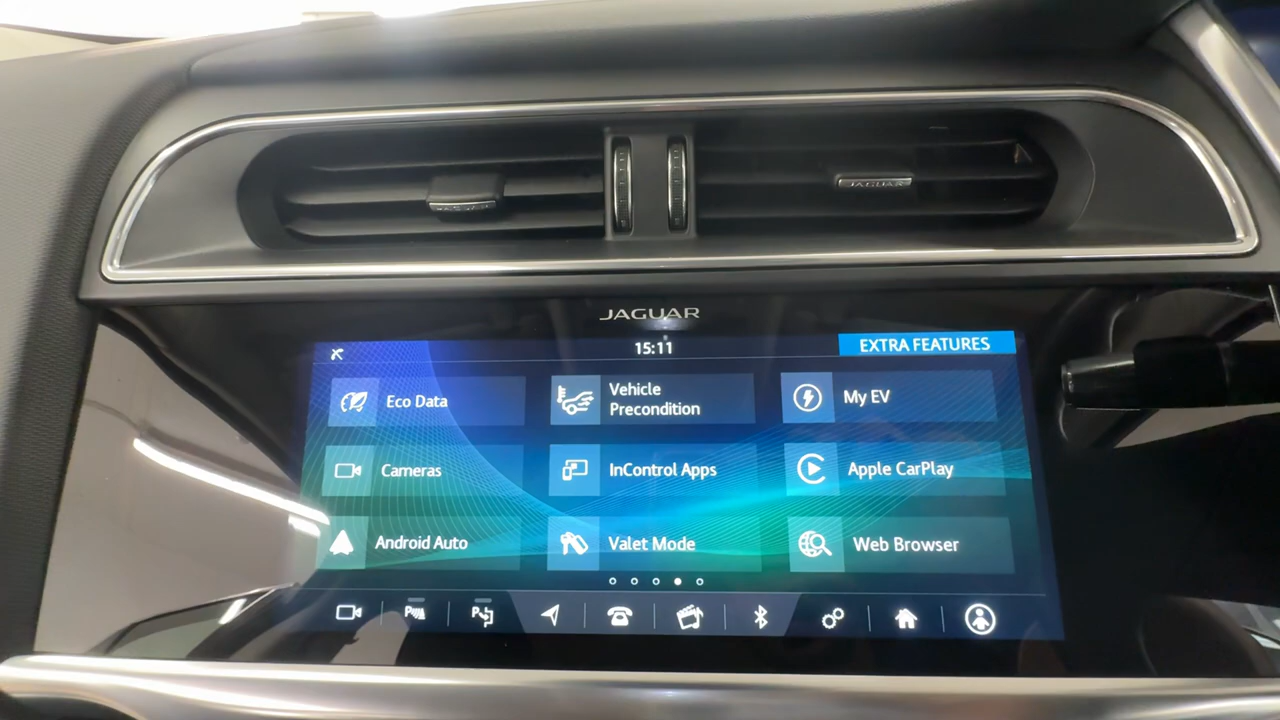 JAGUAR
JAGUAR
JAGUAR
15:11
EXTRA FEATURES
Eco Data
Vehicle
Precondition
My EV
Cameras
InControl Apps
Apple CarPlay
Android Auto
Valet Mode
Web Browser